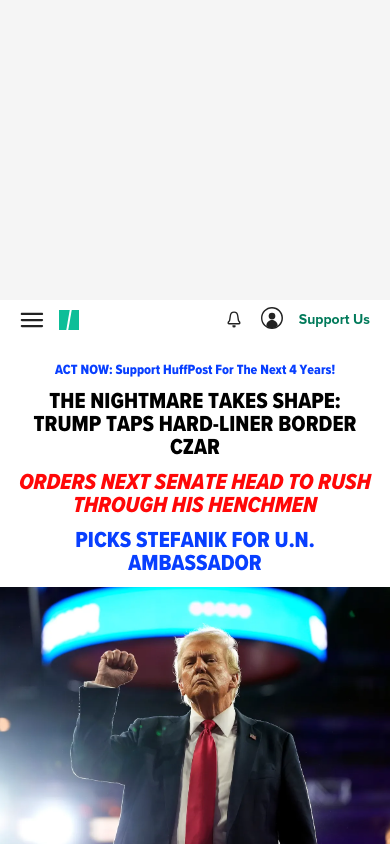 Support Us
ACT NOW: Support HuffPost For The Next 4 Years!
THE NIGHTMARE TAKES SHAPE:
TRUMP TAPS HARD-LINER BORDER
CZAR
ORDERS NEXT SENATE HEAD TO RUSH
THROUGH HIS HENCHMEN
PICKS STEFANIK FOR U.N.
AMBASSADOR